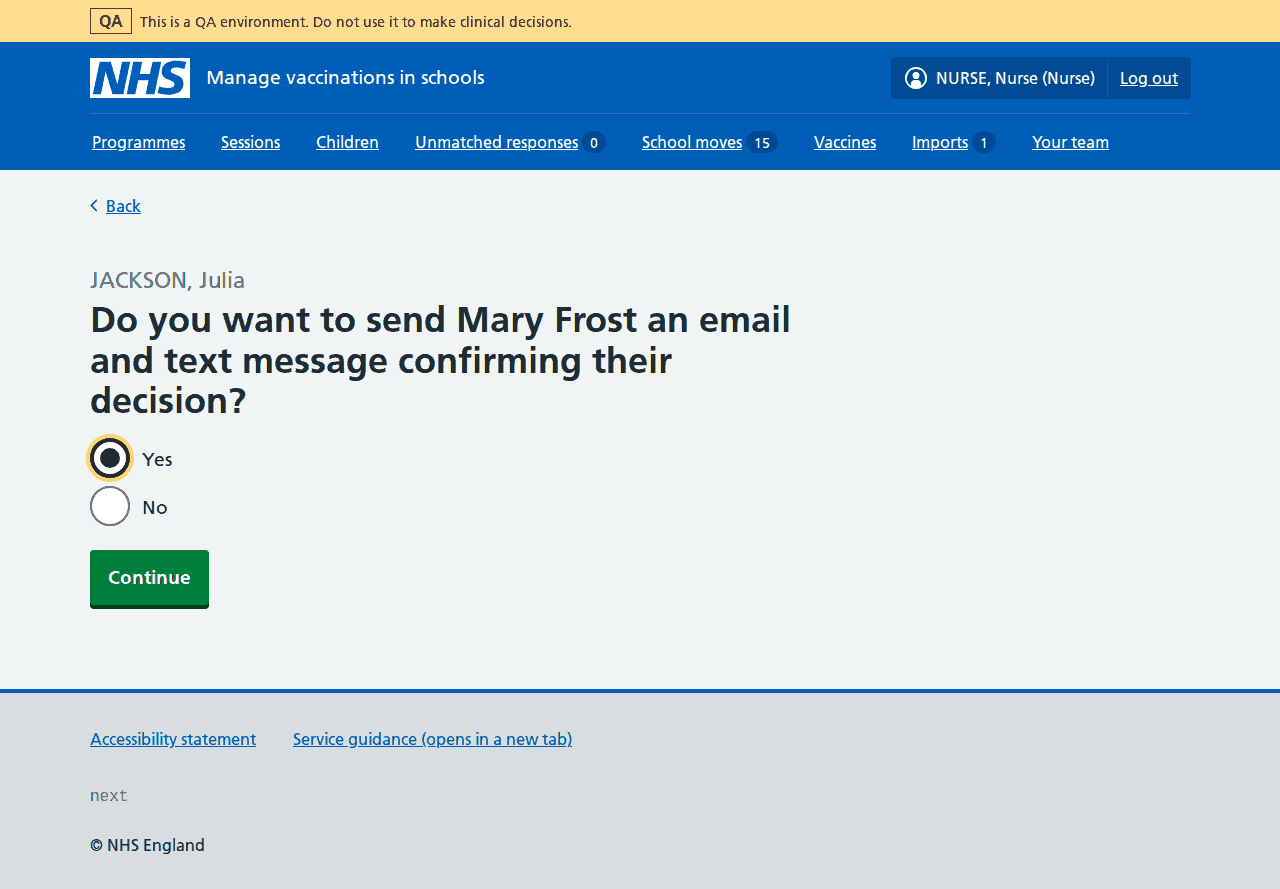 QA This is a QA environment. Do not use it to make clinical decisions.
NHS Manage vaccinations in schools NURSE, Nurse (Nurse) Log out
Programmes Sessions Children Unmatched responses 0 School moves 15 Vaccines Imports 1 Your team
Back
JACKSON, Julia
Do you want to send Mary Frost an email
and text message confirming their
decision?
Yes
No
Continue
Accessibility statement Service guidance (opens in a new tab)
next
© NHS England